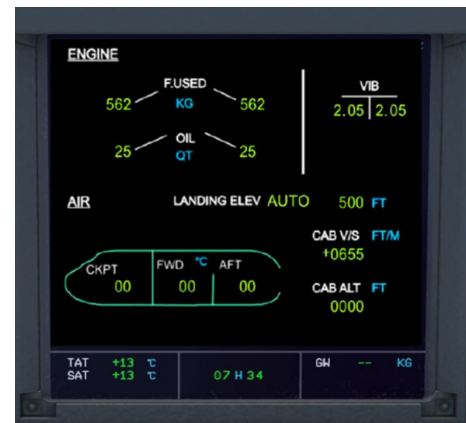 ENGINE
F.USED
562 KG 562
VIB
2.05 2.05
OIL
25 QT 25
AIR
LANDING ELEV AUTO 500 FT
CAB V/S FT/M
+0655
CKPT FWD °C AFT
00 00 00
CAB ALT FT
0000
TAT +13 °C
SAT +13 °C
07 H 34
GW -- KG